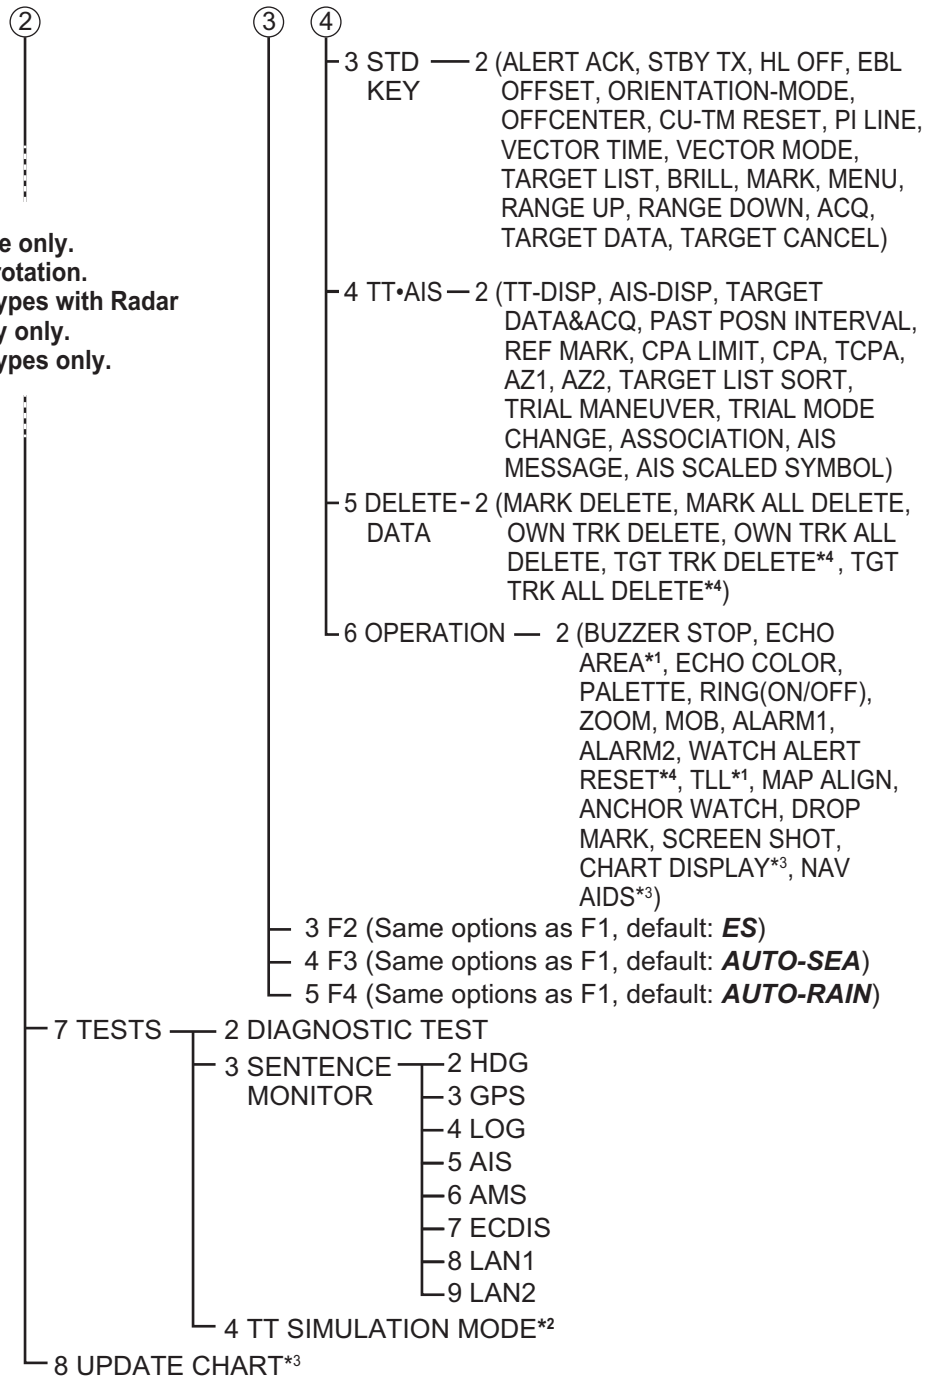 ② ③ ④
3 STD KEY 2 (ALERT ACK, STBY TX, HL OFF, EBL
OFFSET, ORIENTATION-MODE,
OFFCENTER, CU-TM RESET, PI LINE,
VECTOR TIME, VECTOR MODE,
TARGET LIST, BRILL, MARK, MENU,
RANGE UP, RANGE DOWN, ACQ,
TARGET DATA, TARGET CANCEL)
only.
ypes with Radar
only.
ypes only.
4 TT•AIS 2 (TT-DISP, AIS-DISP, TARGET
DATA&ACQ, PAST POSN INTERVAL,
REF MARK, CPA LIMIT, CPA, TCPA,
AZ1, AZ2, TARGET LIST SORT,
TRIAL MANEUVER, TRIAL MODE
CHANGE, ASSOCIATION, AIS
MESSAGE, AIS SCALED SYMBOL)
5 DELETE DATA 2 (MARK DELETE, MARK ALL DELETE,
OWN TRK DELETE, OWN TRK ALL
DELETE, TGT TRK DELETE*4 , TGT
TRK ALL DELETE*4)
6 OPERATION 2 (BUZZER STOP, ECHO
AREA*1, ECHO COLOR,
PALETTE, RING(ON/OFF),
ZOOM, MOB, ALARM1,
ALARM2, WATCH ALERT
RESET*4, TLL*1, MAP ALIGN,
ANCHOR WATCH, DROP
MARK, SCREEN SHOT,
CHART DISPLAY*3, NAV
AIDS*3)
3 F2 (Same options as F1, default: ES)
4 F3 (Same options as F1, default: AUTO-SEA)
5 F4 (Same options as F1, default: AUTO-RAIN)
7 TESTS 2 DIAGNOSTIC TEST
3 SENTENCE MONITOR
2 HDG
3 GPS
4 LOG
5 AIS
6 AMS
7 ECDIS
8 LAN1
9 LAN2
4 TT SIMULATION MODE*2
8 UPDATE CHART*3